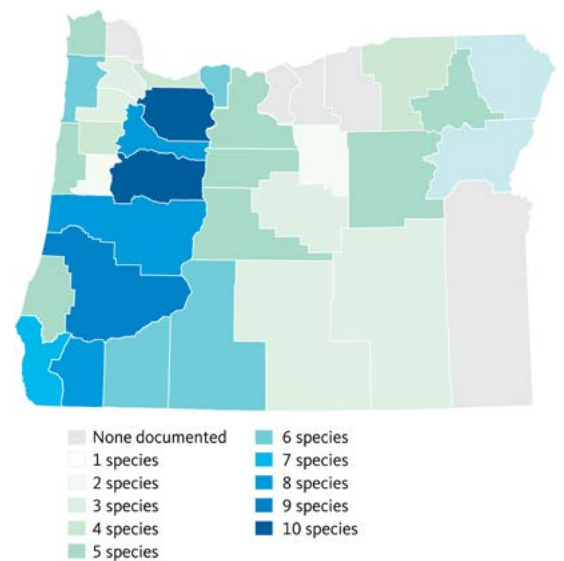 None documented
1 species
2 species
3 species
4 species
5 species
6 species
7 species
8 species
9 species
10 species